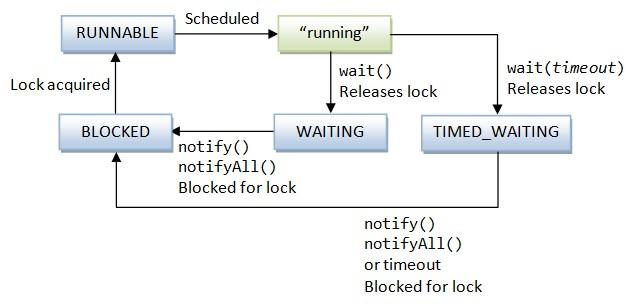 Scheduled
RUNNABLE
“running”
wait()
Releases lock
wait(timeout)
Releases lock
Lock acquired
BLOCKED
WAITING
TIMED_WAITING
notify()
notifyAll()
Blocked for lock
notify()
notifyAll()
or timeout
Blocked for lock